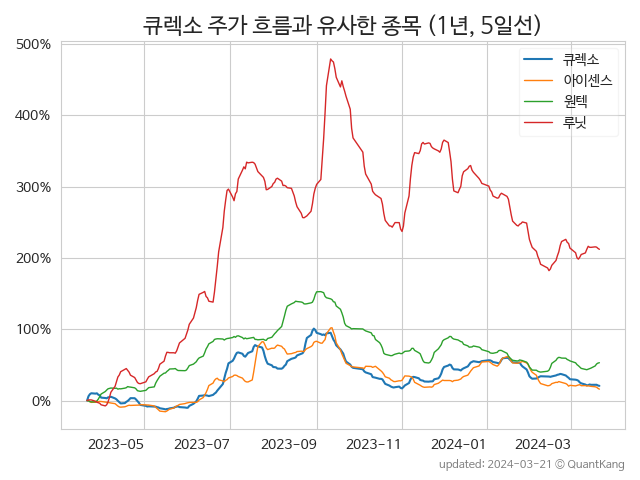 큐렉소 주가 흐름과 유사한 종목 (1년, 5일선)
500%
400%
300%
200%
100%
0%
큐렉소
아이센스
원텍
루닛
2023-05
2023-07
2023-09
2023-11
2024-01
2024-03
updated: 2024-03-21 © QuantKang